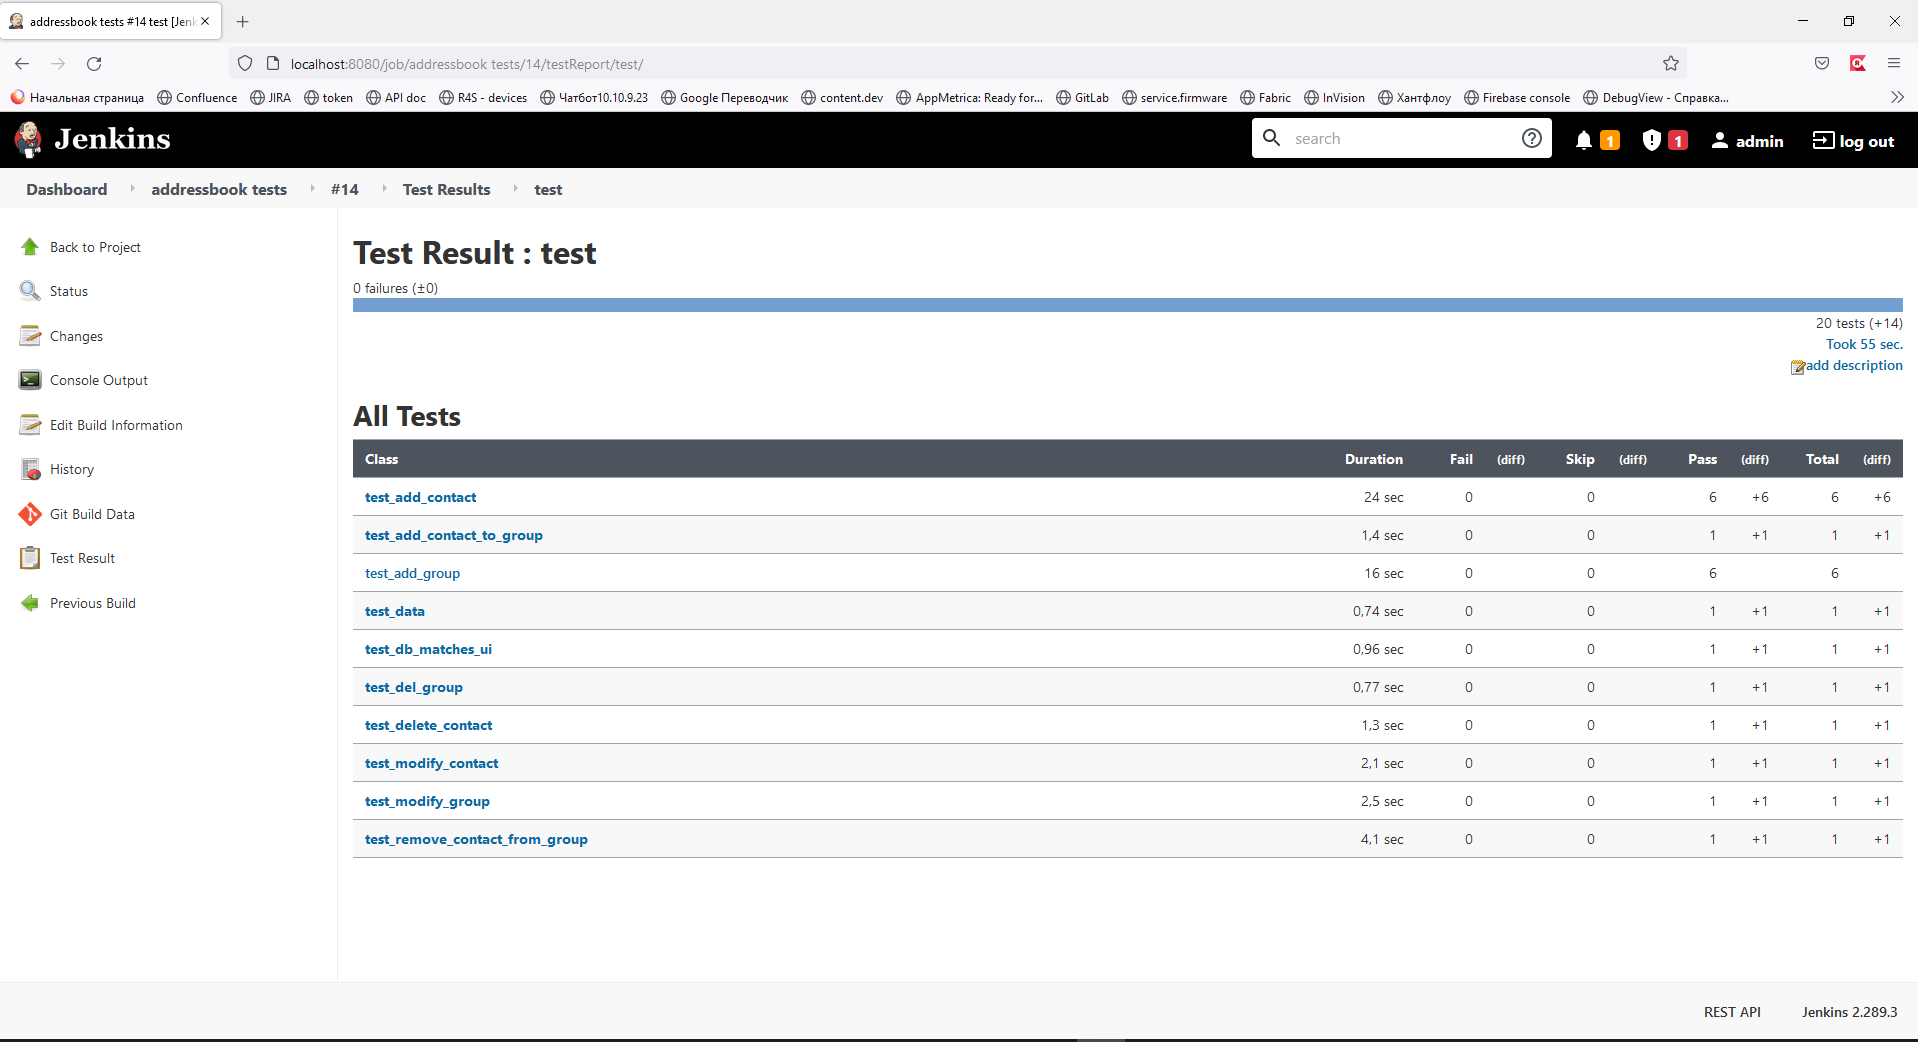 addressbook tests #14 test [Jenk
localhost:8080/job/addressbook tests/14/testReport/test/
Начальная страница Confluence JIRA token API doc R4S - devices Чатбот10.10.9.23 Google Переводчик content.dev AppMetrica: Ready for... GitLab service.firmware Fabric InVision Хантфлоу Firebase console DebugView - Справка...
Jenkins search 1 1 admin log out
Dashboard addressbook tests #14 Test Results test
Back to Project
Status
Changes
Console Output
Edit Build Information
History
Git Build Data
Test Result
Previous Build
Test Result : test
0 failures (±0)
20 tests (+14)
Took 55 sec.
add description
All Tests
Class Duration Fail (diff) Skip (diff) Pass (diff) Total (diff)
test_add_contact 24 sec 0 0 6 +6 6 +6
test_add_contact_to_group 1,4 sec 0 0 1 +1 1 +1
test_add_group 16 sec 0 0 6 6
test_data 0,74 sec 0 0 1 +1 1 +1
test_db_matches_ui 0,96 sec 0 0 1 +1 1 +1
test_del_group 0,77 sec 0 0 1 +1 1 +1
test_delete_contact 1,3 sec 0 0 1 +1 1 +1
test_modify_contact 2,1 sec 0 0 1 +1 1 +1
test_modify_group 2,5 sec 0 0 1 +1 1 +1
test_remove_contact_from_group 4,1 sec 0 0 1 +1 1 +1
REST API Jenkins 2.289.3